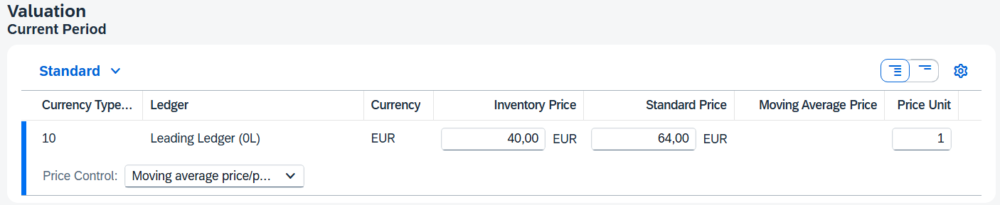 Valuation
Current Period
Standard
Currency Type... Ledger Currency Inventory Price Standard Price Moving Average Price Price Unit
10 Leading Ledger (0L) EUR 40,00 EUR 64,00 EUR 1
Price Control: Moving average price/p...